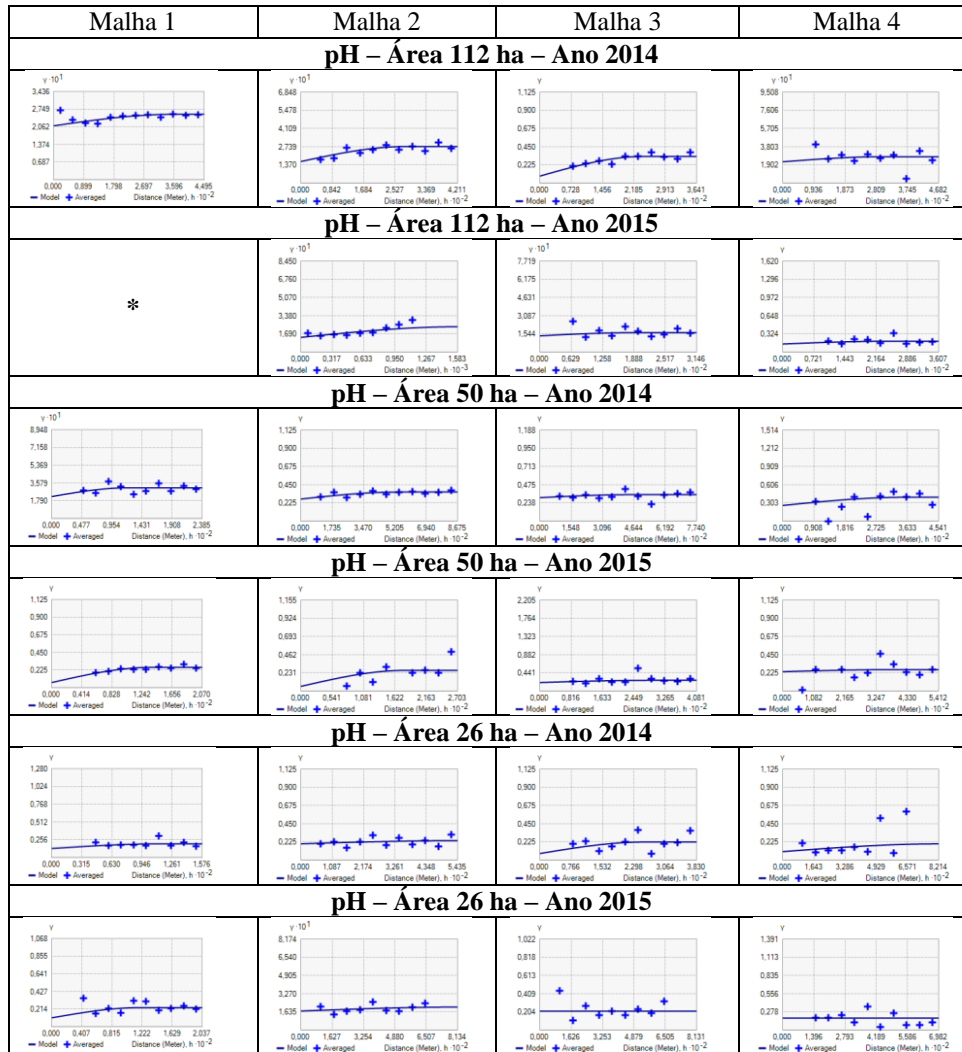 Malha 1 Malha 2 Malha 3 Malha 4
pH – Área 112 ha – Ano 2014
γ ·10¹
3,436
2,749
2,062
1,374
0,687
0,000 0,899 1,798 2,697 3,596 4,495
Model Averaged Distance (Meter), h ·10⁻²
γ ·10¹
6,848
5,478
4,109
2,739
1,370
0,000 0,842 1,684 2,527 3,369 4,211
Model Averaged Distance (Meter), h ·10⁻²
γ
1,125
0,900
0,675
0,450
0,225
0,000 0,728 1,456 2,185 2,913 3,641
Model Averaged Distance (Meter), h ·10⁻²
γ ·10¹
9,508
7,606
5,705
3,803
1,902
0,000 0,936 1,873 2,809 3,745 4,682
Model Averaged Distance (Meter), h ·10⁻²
pH – Área 112 ha – Ano 2015
*
γ ·10¹
8,450
6,760
5,070
3,380
1,690
0,000 0,317 0,633 0,950 1,267 1,583
Model Averaged Distance (Meter), h ·10⁻³
γ ·10¹
7,719
6,175
4,631
3,087
1,544
0,000 0,629 1,258 1,888 2,517 3,146
Model Averaged Distance (Meter), h ·10⁻²
γ
1,620
1,296
0,972
0,648
0,324
0,000 0,721 1,443 2,164 2,886 3,607
Model Averaged Distance (Meter), h ·10⁻²
pH – Área 50 ha – Ano 2014
γ ·10¹
8,948
7,158
5,369
3,579
1,790
0,000 0,477 0,954 1,431 1,908 2,385
Model Averaged Distance (Meter), h ·10⁻²
γ
1,125
0,900
0,675
0,450
0,225
0,000 1,735 3,470 5,205 6,940 8,675
Model Averaged Distance (Meter), h ·10⁻²
γ
1,188
0,950
0,713
0,475
0,238
0,000 1,548 3,096 4,644 6,192 7,740
Model Averaged Distance (Meter), h ·10⁻²
γ
1,514
1,212
0,909
0,606
0,303
0,000 0,908 1,816 2,725 3,633 4,541
Model Averaged Distance (Meter), h ·10⁻²
pH – Área 50 ha – Ano 2015
γ
1,125
0,900
0,675
0,450
0,225
0,000 0,414 0,828 1,242 1,656 2,070
Model Averaged Distance (Meter), h ·10⁻²
γ
1,155
0,924
0,693
0,462
0,231
0,000 0,541 1,081 1,622 2,163 2,703
Model Averaged Distance (Meter), h ·10⁻²
γ
2,205
1,764
1,323
0,882
0,441
0,000 0,816 1,633 2,449 3,265 4,081
Model Averaged Distance (Meter), h ·10⁻²
γ
1,125
0,900
0,675
0,450
0,225
0,000 1,082 2,165 3,247 4,330 5,412
Model Averaged Distance (Meter), h ·10⁻²
pH – Área 26 ha – Ano 2014
γ
1,280
1,024
0,768
0,512
0,256
0,000 0,315 0,630 0,946 1,261 1,576
Model Averaged Distance (Meter), h ·10⁻²
γ
1,125
0,900
0,675
0,450
0,225
0,000 1,087 2,174 3,261 4,348 5,435
Model Averaged Distance (Meter), h ·10⁻²
γ
1,125
0,900
0,675
0,450
0,225
0,000 0,766 1,532 2,298 3,064 3,830
Model Averaged Distance (Meter), h ·10⁻²
γ
1,125
0,900
0,675
0,450
0,225
0,000 1,643 3,286 4,929 6,571 8,214
Model Averaged Distance (Meter), h ·10⁻²
pH – Área 26 ha – Ano 2015
γ
1,068
0,855
0,641
0,427
0,214
0,000 0,407 0,815 1,222 1,629 2,037
Model Averaged Distance (Meter), h ·10⁻²
γ ·10¹
8,174
6,540
4,905
3,270
1,635
0,000 1,627 3,254 4,880 6,507 8,134
Model Averaged Distance (Meter), h ·10⁻²
γ
1,022
0,818
0,613
0,409
0,204
0,000 1,626 3,253 4,879 6,505 8,131
Model Averaged Distance (Meter), h ·10⁻²
γ
1,391
1,113
0,835
0,556
0,278
0,000 1,396 2,793 4,189 5,586 6,982
Model Averaged Distance (Meter), h ·10⁻²